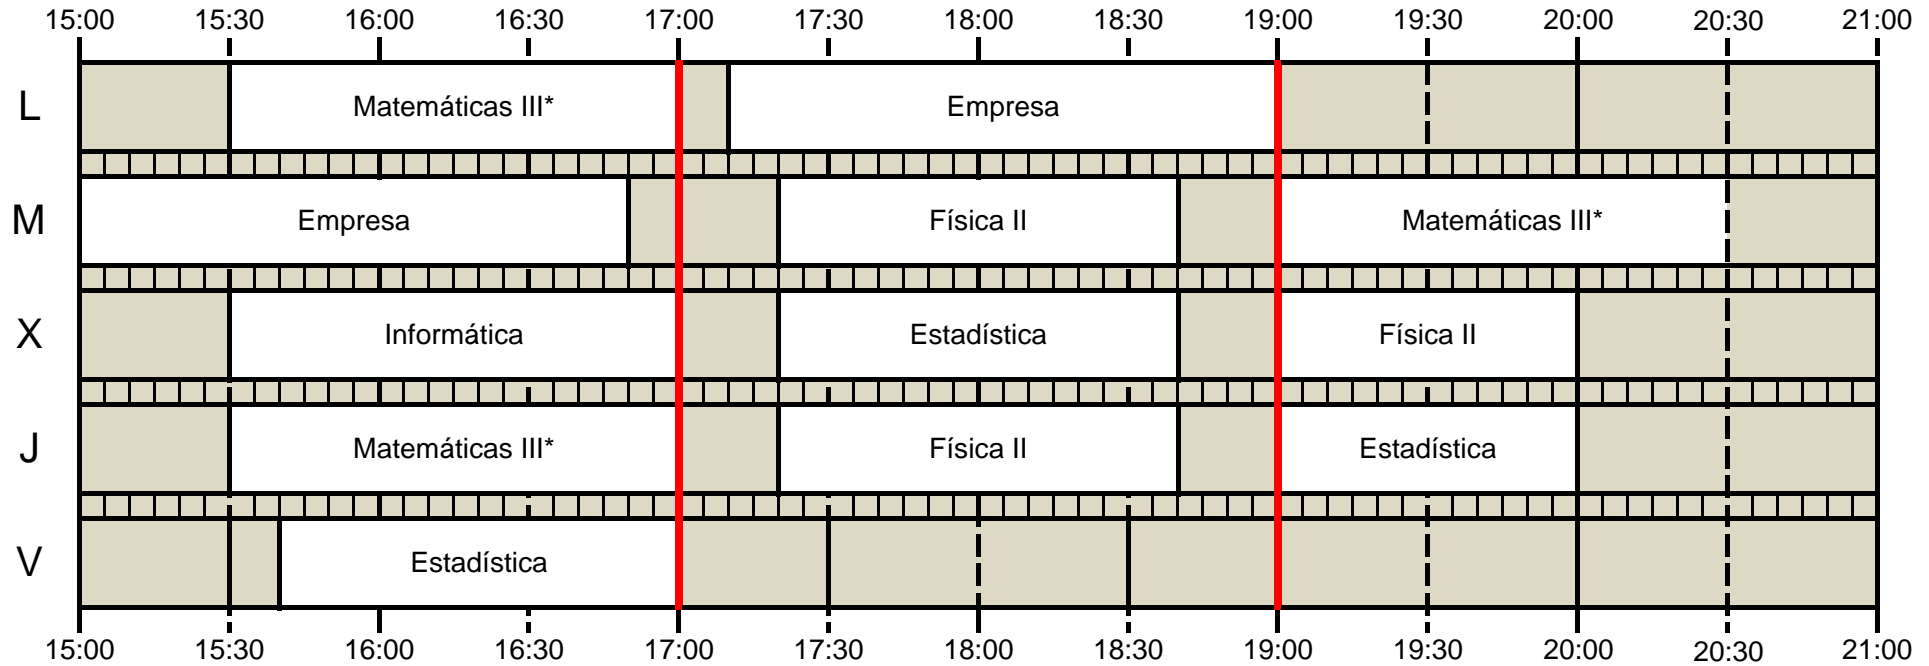 15:00 15:30 16:00 16:30 17:00 17:30 18:00 18:30 19:00 19:30 20:00 20:30 21:00
L Matemáticas III* Empresa
M Empresa Física II Matemáticas III*
X Informática Estadística Física II
J Matemáticas III* Física II Estadística
V Estadística
15:00 15:30 16:00 16:30 17:00 17:30 18:00 18:30 19:00 19:30 20:00 20:30 21:00